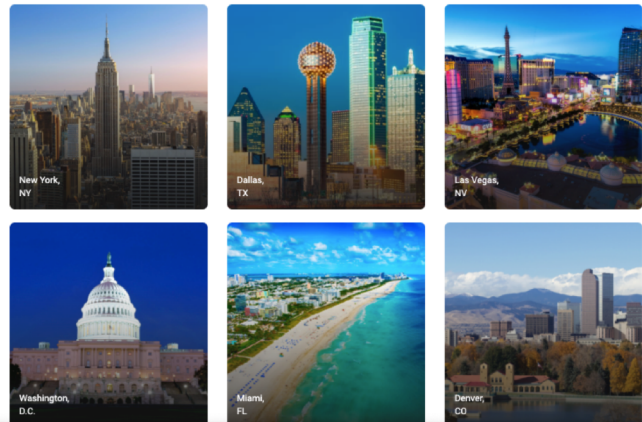 New York,
NY
Dallas,
TX
Las Vegas,
NV
Washington,
D.C.
Miami,
FL
Denver,
CO